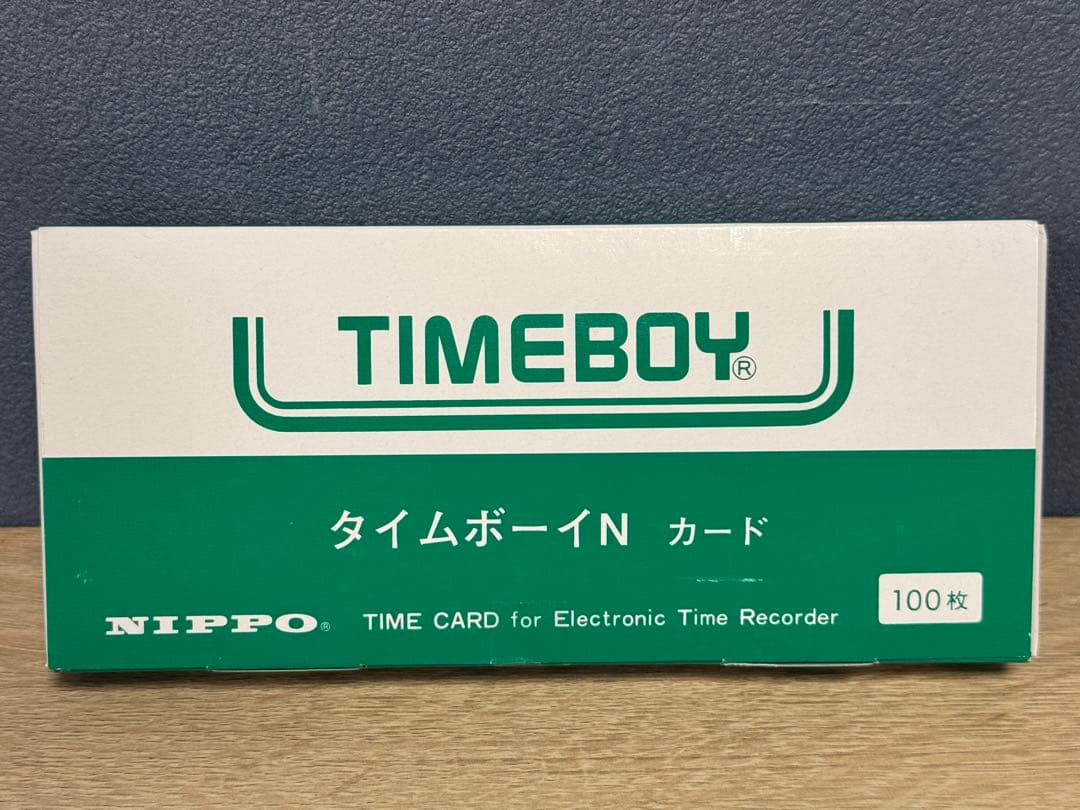 TIMEBOY®
タイムボーイN カード
100枚
NIPPO® TIME CARD for Electronic Time Recorder